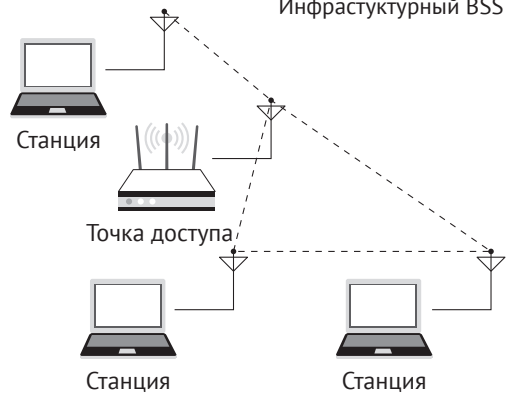 Инфрастуктурный BSS
Станция
Точка доступа
Станция
Станция